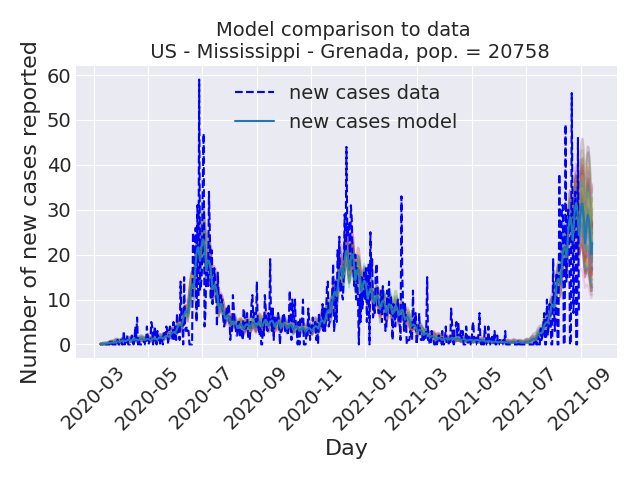 Model comparison to data
US - Mississippi - Grenada, pop. = 20758
new cases data
new cases model
Number of new cases reported
60
50
40
30
20
10
0
2020-03
2020-05
2020-07
2020-09
2020-11
2021-01
2021-03
2021-05
2021-07
2021-09
Day